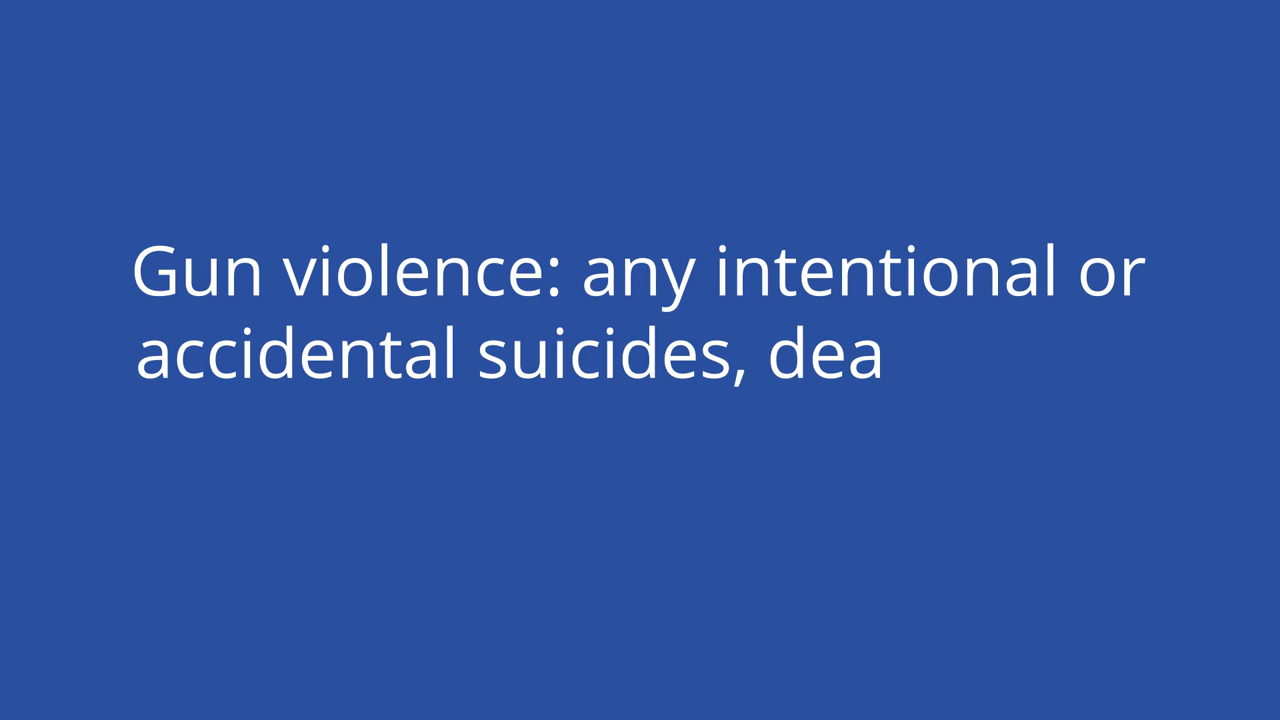 Gun violence: any intentional or
accidental suicides, dea